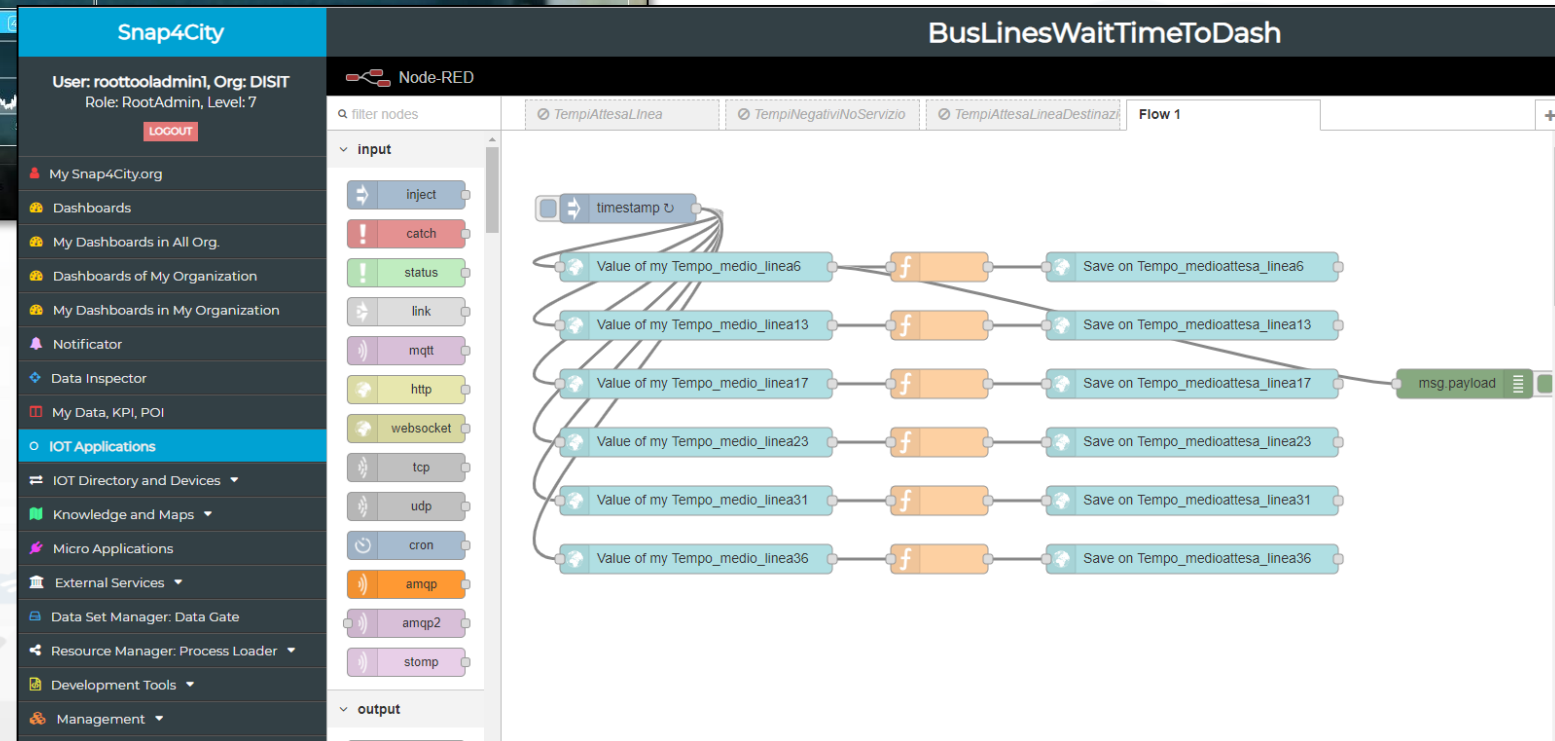 Snap4City
BusLinesWaitTimeToDash
User: roottooladmin1, Org: DISIT
Role: RootAdmin, Level: 7
LOGOUT
My Snap4City.org
Dashboards
My Dashboards in All Org.
Dashboards of My Organization
My Dashboards in My Organization
Notificator
Data Inspector
My Data, KPI, POI
IOT Applications
IOT Directory and Devices
Knowledge and Maps
Micro Applications
External Services
Data Set Manager: Data Gate
Resource Manager: Process Loader
Development Tools
Management
Node-RED
filter nodes
input
inject
catch
status
link
mqtt
http
websocket
tcp
udp
cron
amqp
amqp2
stomp
output
TempiAttesaLInea
TempiNegativiNoServizio
TempiAttesaLineaDestinazi
Flow 1
timestamp ↻
Value of my Tempo_medio_linea6
f
Save on Tempo_medioattesa_linea6
Value of my Tempo_medio_linea13
f
Save on Tempo_medioattesa_linea13
Value of my Tempo_medio_linea17
f
Save on Tempo_medioattesa_linea17
msg.payload
Value of my Tempo_medio_linea23
f
Save on Tempo_medioattesa_linea23
Value of my Tempo_medio_linea31
f
Save on Tempo_medioattesa_linea31
Value of my Tempo_medio_linea36
f
Save on Tempo_medioattesa_linea36